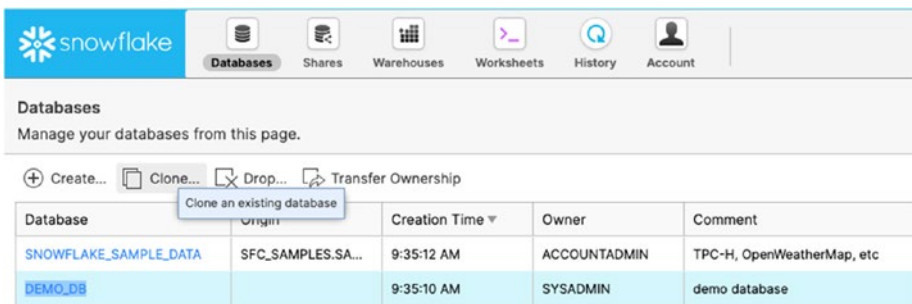 snowflake
Databases Shares Warehouses Worksheets History Account
Databases
Manage your databases from this page.
Create... Clone... Drop... Transfer Ownership
Clone an existing database
Database Origin Creation Time Owner Comment
SNOWFLAKE_SAMPLE_DATA SFC_SAMPLES.SA... 9:35:12 AM ACCOUNTADMIN TPC-H, OpenWeatherMap, etc
DEMO_DB 9:35:10 AM SYSADMIN demo database